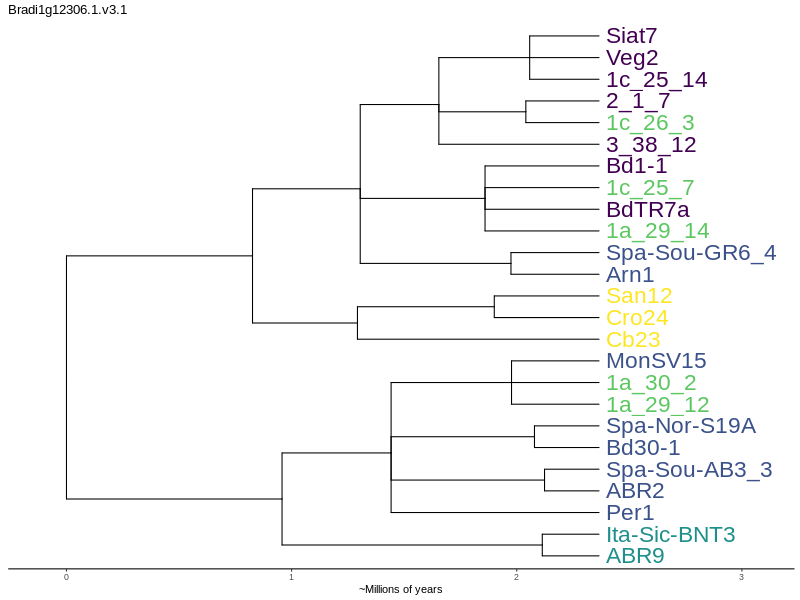 Bradi1g12306.1.v3.1
Siat7
Veg2
1c_25_14
2_1_7
1c_26_3
3_38_12
Bd1-1
1c_25_7
BdTR7a
1a_29_14
Spa-Sou-GR6_4
Arn1
San12
Cro24
Cb23
MonSV15
1a_30_2
1a_29_12
Spa-Nor-S19A
Bd30-1
Spa-Sou-AB3_3
ABR2
Per1
Ita-Sic-BNT3
ABR9
0 1 2 3
~Millions of years